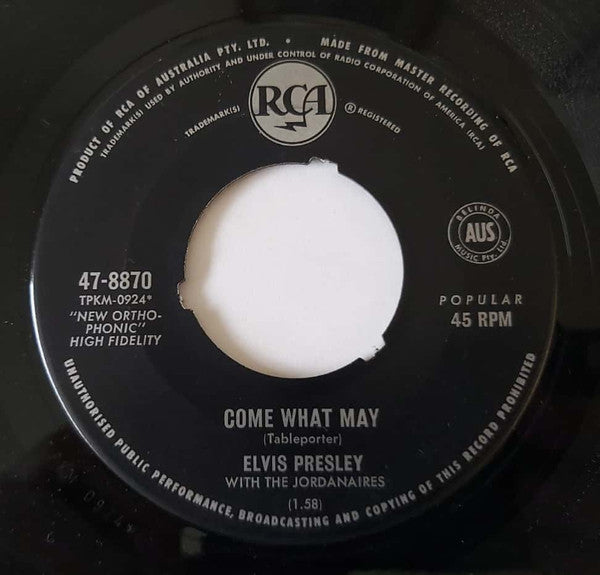 PRODUCT OF RCA OF AUSTRALIA PTY. LTD. • MADE FROM MASTER RECORDING OF RCA
TRADEMARK(S) USED BY AUTHORITY AND UNDER CONTROL OF RADIO CORPORATION OF AMERICA (RCA)
RCA
TRADEMARK(S) ® REGISTERED
BELINDA
AUS
MUSIC Pty. Ltd.
47-8870
TPKM-0924*
"NEW ORTHO-
PHONIC"
HIGH FIDELITY
POPULAR
45 RPM
COME WHAT MAY
(Tableporter)
ELVIS PRESLEY
WITH THE JORDANAIRES
(1.58)
UNAUTHORISED PUBLIC PERFORMANCE, BROADCASTING AND COPYING OF THIS RECORD PROHIBITED